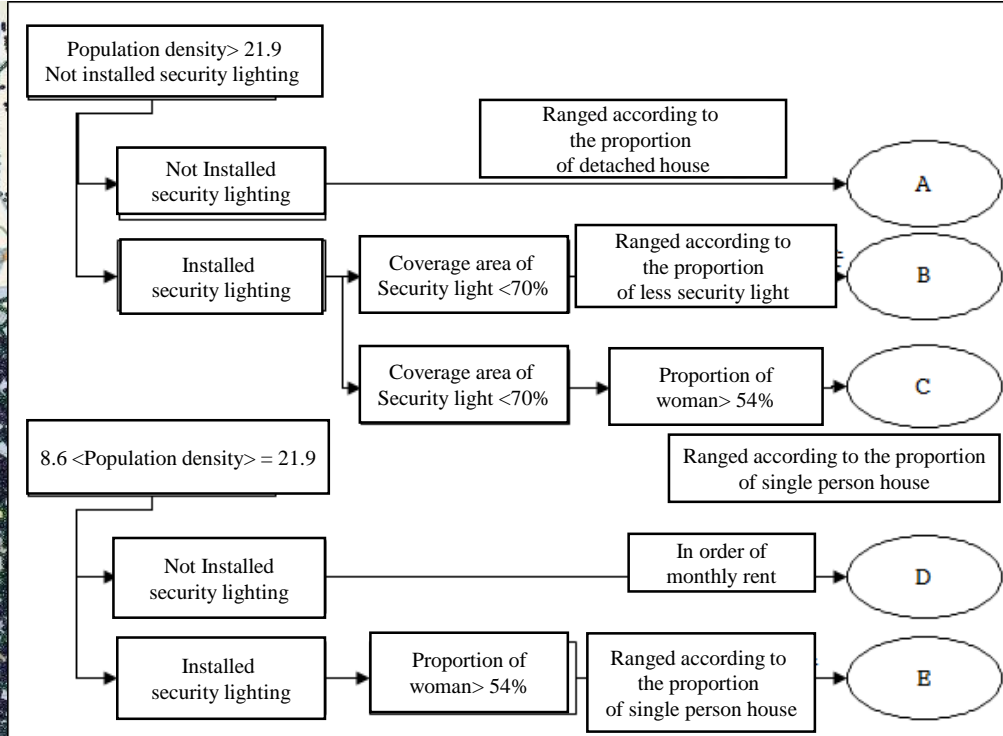 Population density> 21.9
Not installed security lighting
Ranged according to
the proportion
of detached house
Not Installed
security lighting
A
Installed
security lighting
Coverage area of
Security light <70%
Ranged according to
the proportion
of less security light
B
Coverage area of
Security light <70%
Proportion of
woman> 54%
C
8.6 <Population density> = 21.9
Ranged according to the proportion
of single person house
Not Installed
security lighting
In order of
monthly rent
D
Installed
security lighting
Proportion of
woman> 54%
Ranged according to
the proportion
of single person house
E